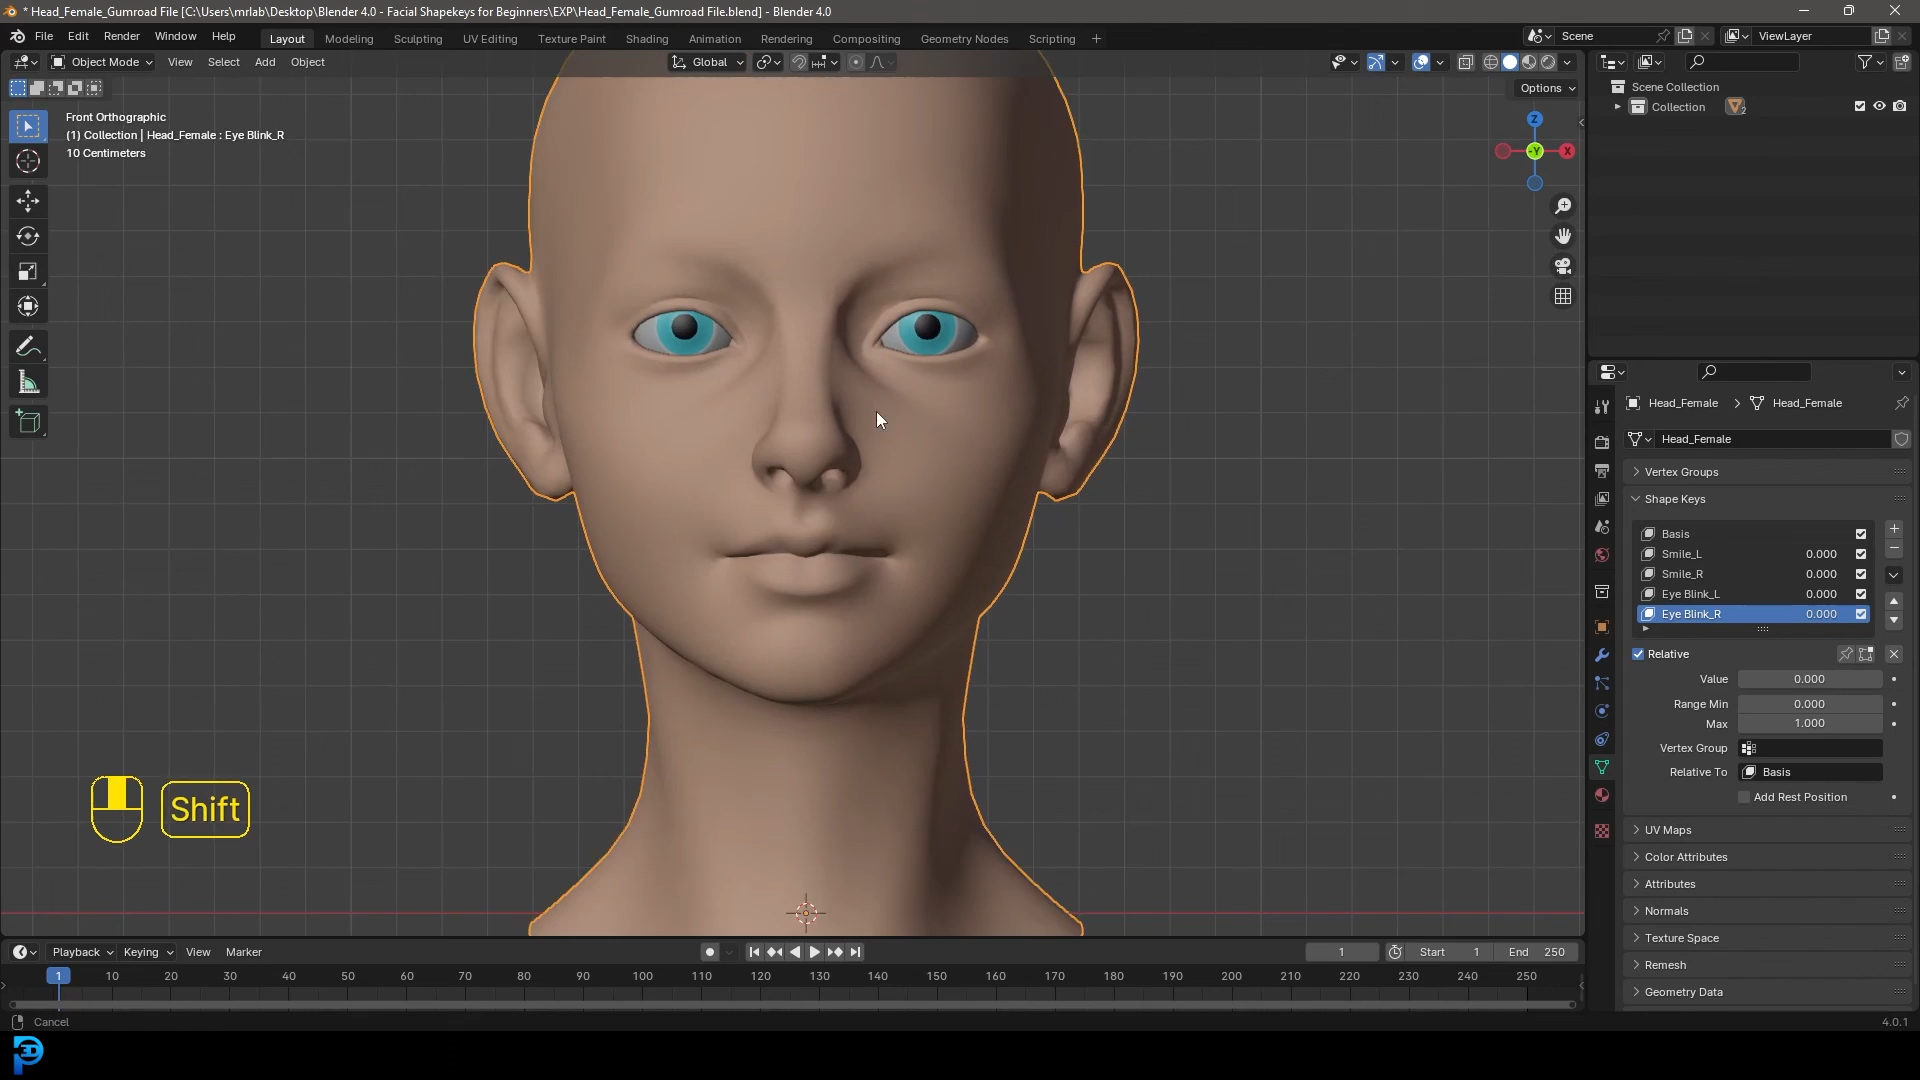 * Head_Female_Gumroad File [C:\Users\mrlab\Desktop\Blender 4.0 - Facial Shapekeys for Beginners\EXP\Head_Female_Gumroad File.blend] - Blender 4.0
File Edit Render Window Help Layout Modeling Sculpting UV Editing Texture Paint Shading Animation Rendering Compositing Geometry Nodes Scripting + Scene ViewLayer
Object Mode View Select Add Object Global
Options
Front Orthographic
(1) Collection | Head_Female : Eye Blink_R
10 Centimeters
Z
-Y X
Scene Collection
Collection 2
Head_Female > Head_Female
Head_Female
Vertex Groups
Shape Keys
Basis
Smile_L 0.000
Smile_R 0.000
Eye Blink_L 0.000
Eye Blink_R 0.000
Relative
Value 0.000
Range Min 0.000
Max 1.000
Vertex Group
Relative To Basis
Add Rest Position
UV Maps
Color Attributes
Attributes
Normals
Texture Space
Remesh
Geometry Data
Shift
Playback Keying View Marker 1 Start 1 End 250
1 10 20 30 40 50 60 70 80 90 100 110 120 130 140 150 160 170 180 190 200 210 220 230 240 250
Cancel 4.0.1
3D